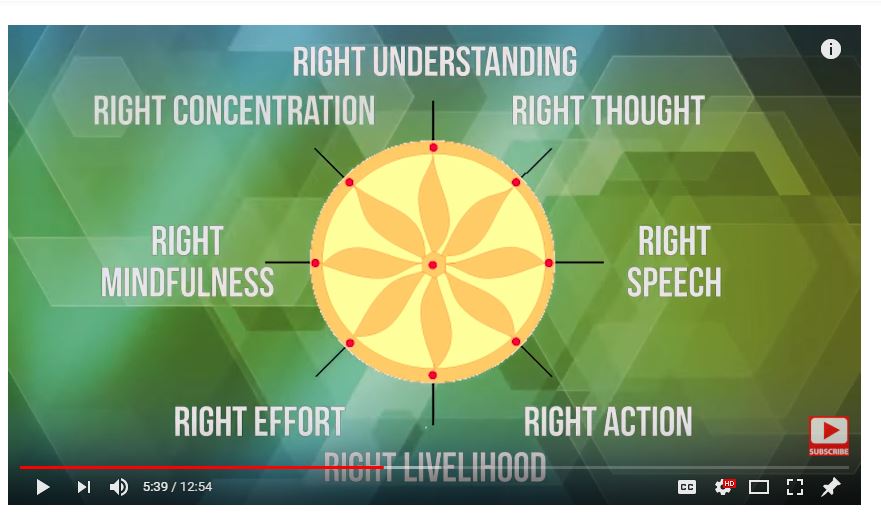 RIGHT UNDERSTANDING
RIGHT CONCENTRATION
RIGHT THOUGHT
RIGHT
MINDFULNESS
RIGHT
SPEECH
RIGHT EFFORT
RIGHT ACTION
RIGHT LIVELIHOOD
SUBSCRIBE
5:39 / 12:54
CC
HD